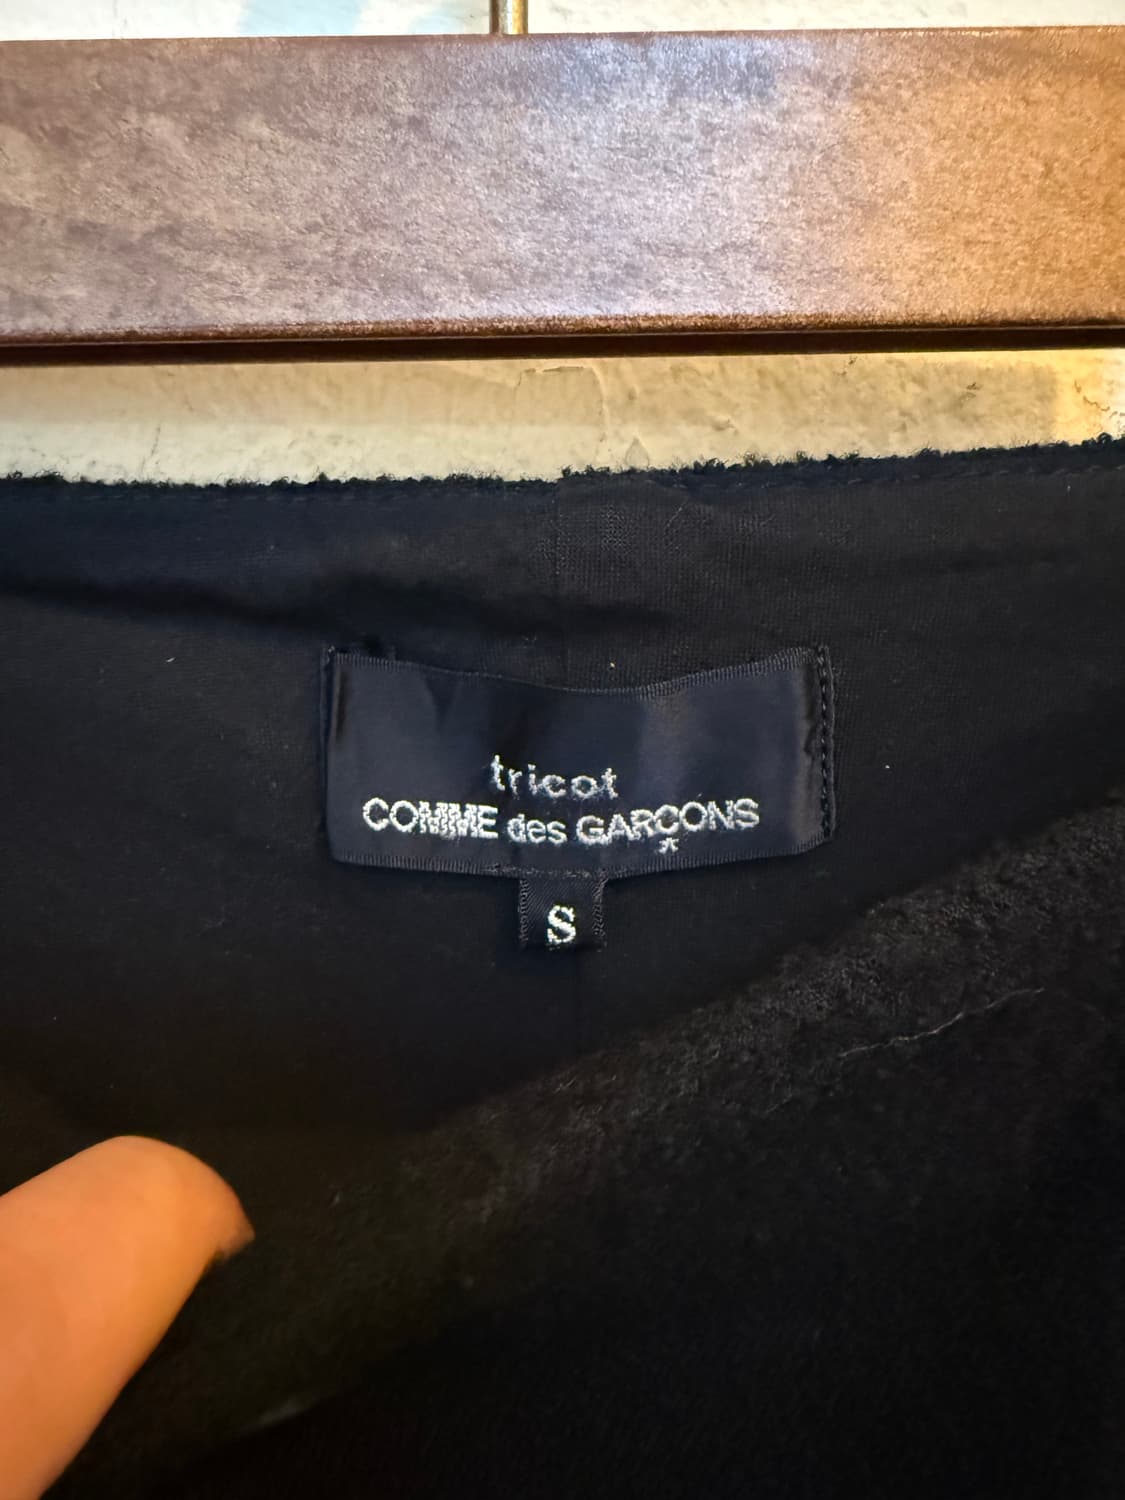 tricot
COMME des GARÇONS
*
S